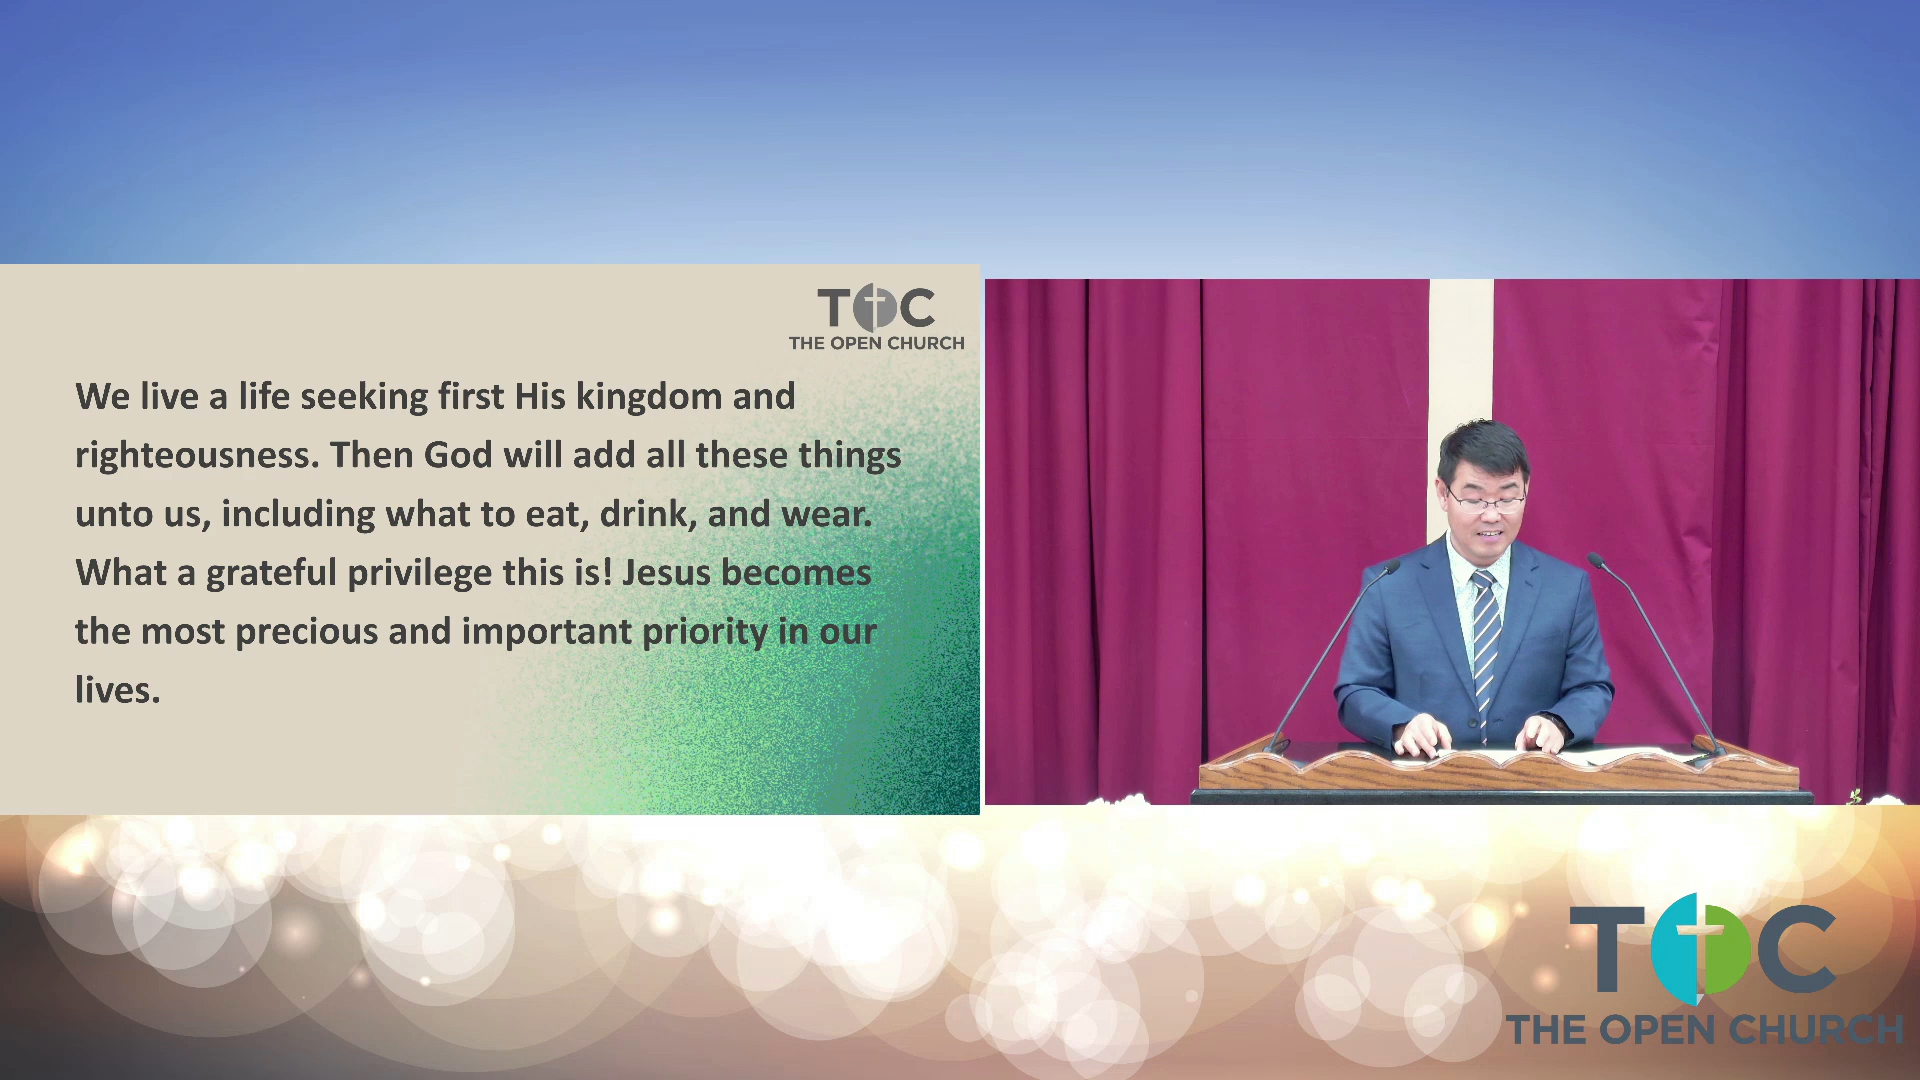 TOC
THE OPEN CHURCH
We live a life seeking first His kingdom and
righteousness. Then God will add all these things
unto us, including what to eat, drink, and wear.
What a grateful privilege this is! Jesus becomes
the most precious and important priority in our
lives.
TOC
THE OPEN CHURCH